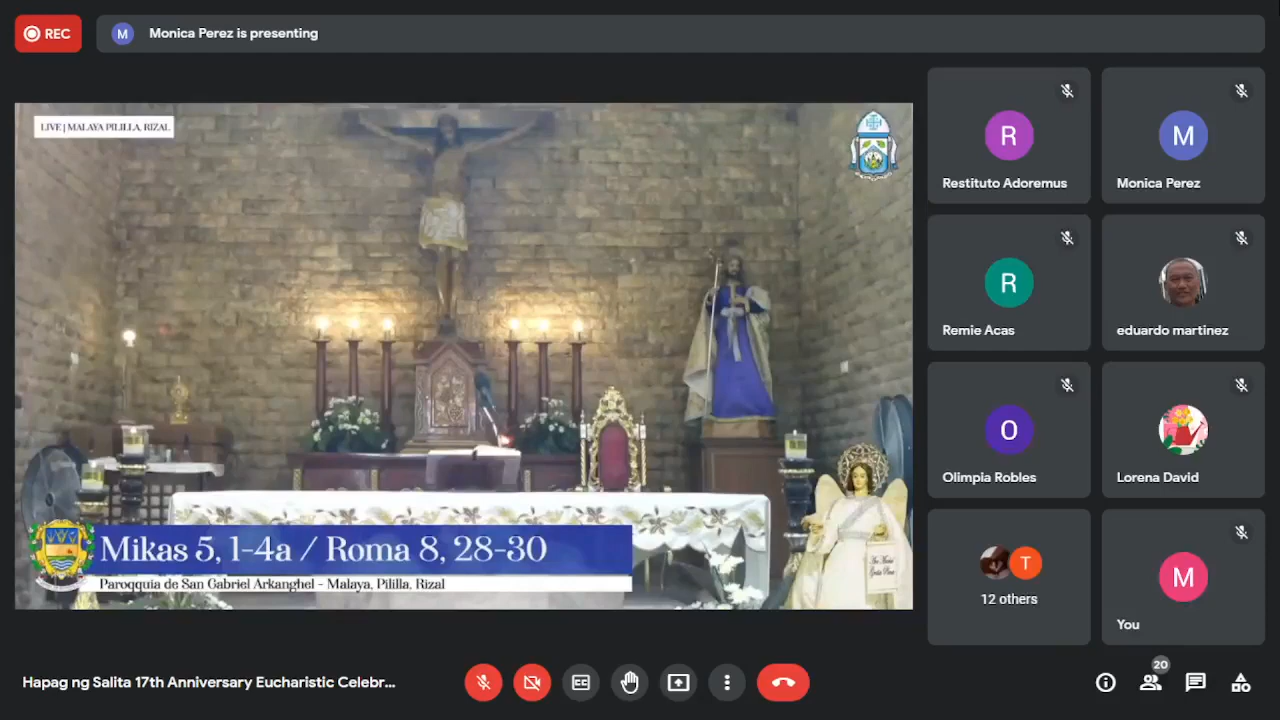 REC
M
Monica Perez is presenting
LIVE | MALAYA PILILLA, RIZAL
Mikas 5, 1-4a / Roma 8, 28-30
Paroqquia de San Gabriel Arkanghel - Malaya, Pililla, Rizal
R
Restituto Adoremus
M
Monica Perez
R
Remie Acas
eduardo martinez
O
Olimpia Robles
Lorena David
T
12 others
M
You
Hapag ng Salita 17th Anniversary Eucharistic Celebr...
20